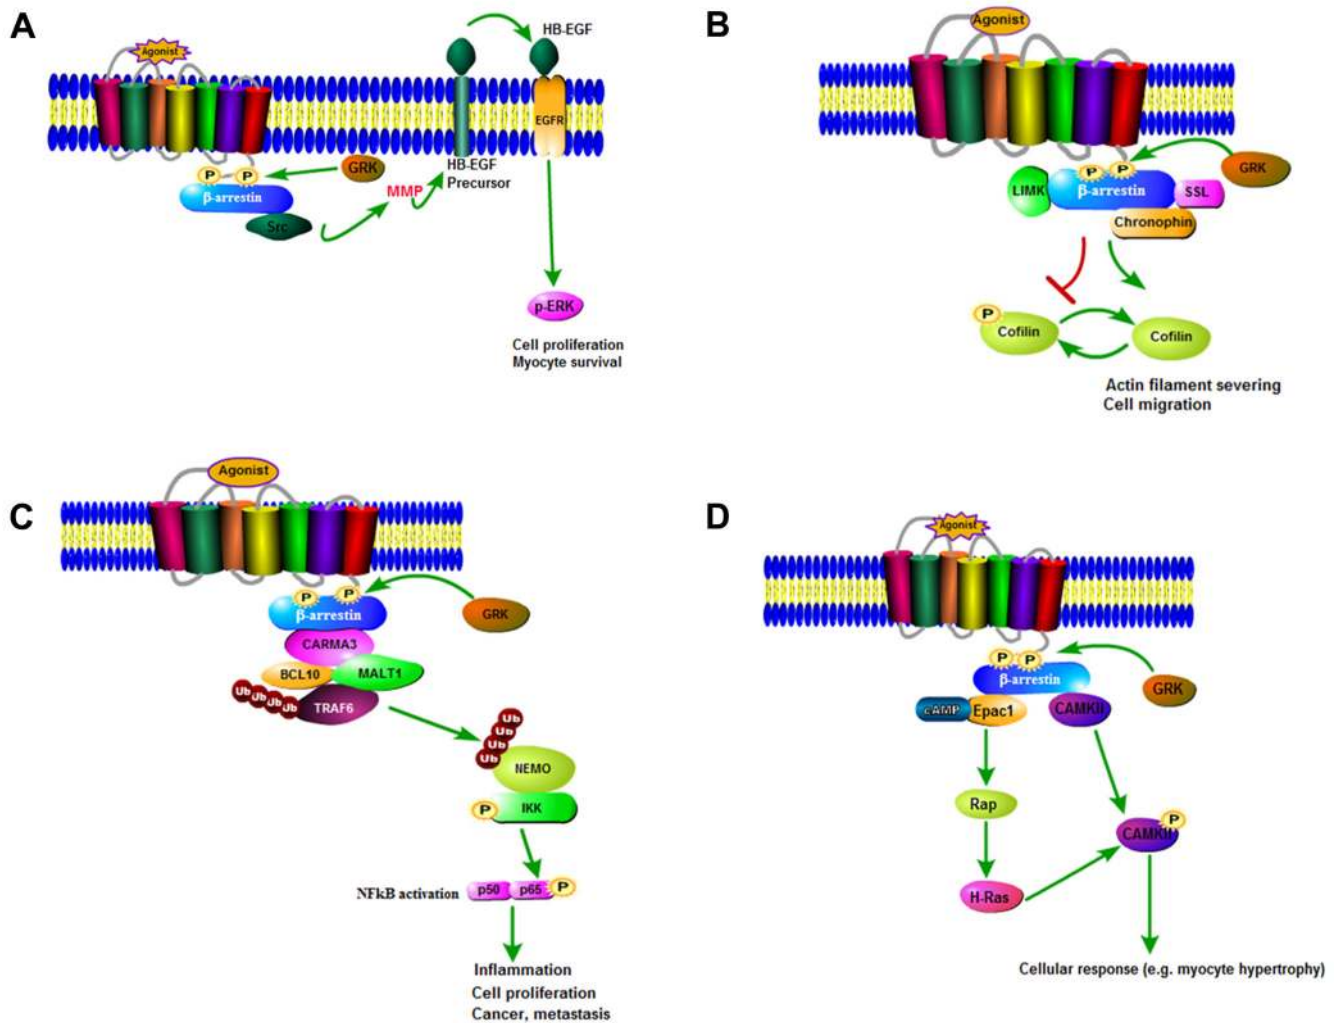 A
Agonist
HB-EGF
EGFR
P
P
GRK
HB-EGF
Precursor
MMP
β-arrestin
Src
p-ERK
Cell proliferation
Myocyte survival
B
Agonist
GRK
P
P
LIMK
β-arrestin
SSL
Chronophin
P
Cofilin
Cofilin
Actin filament severing
Cell migration
C
Agonist
P
P
β-arrestin
GRK
CARMA3
BCL10
MALT1
Ub
Ub
Ub
Ub
TRAF6
Ub
Ub
Ub
Ub
NEMO
P
IKK
NFkB activation
p50
p65
P
Inflammation
Cell proliferation
Cancer, metastasis
D
Agonist
P
P
β-arrestin
GRK
cAMP
Epac1
CAMKII
Rap
P
CAMKII
H-Ras
Cellular response (e.g. myocyte hypertrophy)